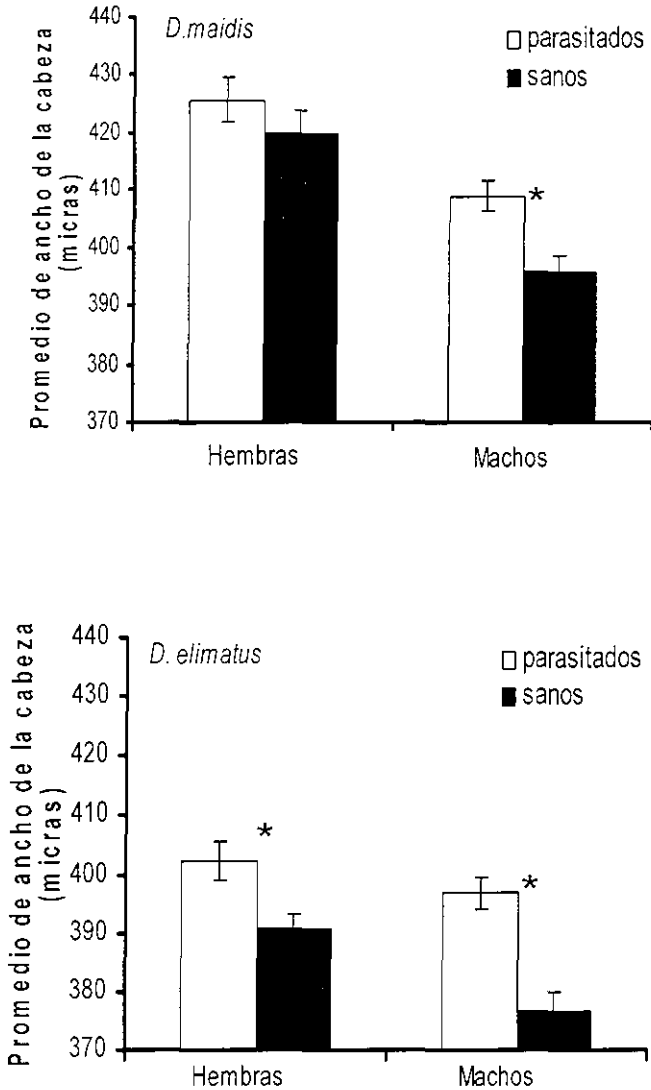 D.maidis
parasitados
sanos
Promedio de ancho de la cabeza
(micras)
440
430
420
410
400
390
380
370
*
Hembras
Machos
D. elimatus
parasitados
sanos
Promedio de ancho de la cabeza
(micras)
440
430
420
410
400
390
380
370
*
*
Hembras
Machos